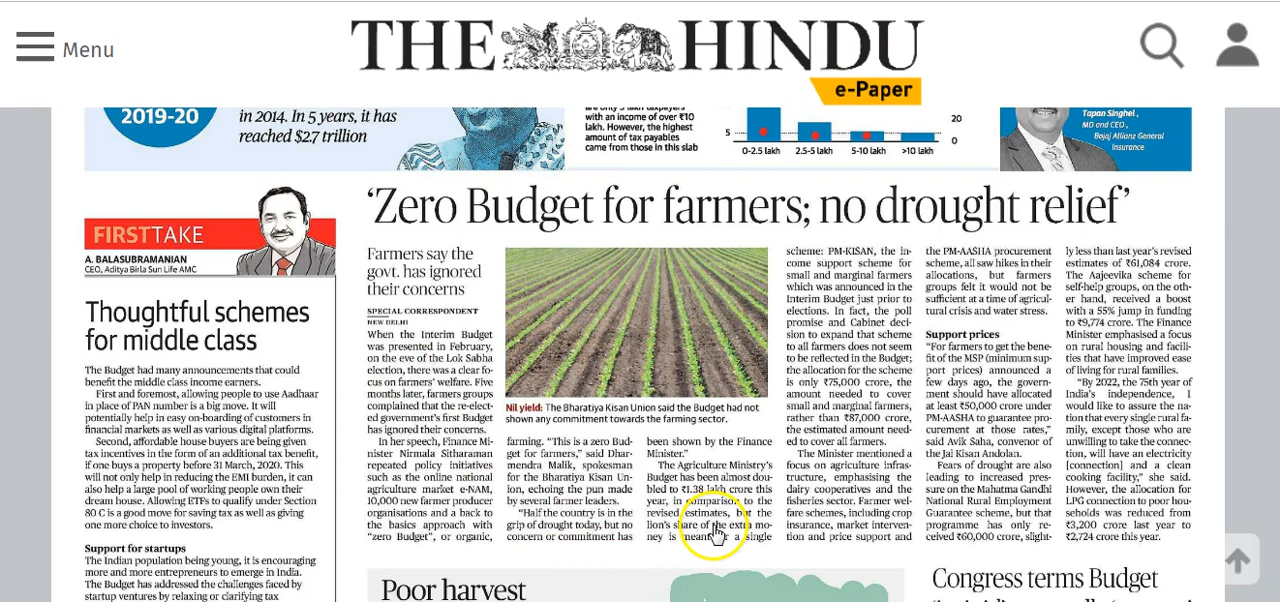 Menu
THE HINDU
e-Paper
2019-20
in 2014. In 5 years, it has
reached $2.7 trillion
with an income of over ₹10
lakh. However, the highest
amount of tax payables
came from those in this slab
5
20
0
0-2.5 lakh 2.5-5 lakh 5-10 lakh >10 lakh
Tapan Singhel,
MD and CEO,
Bajaj Allianz General
Insurance
FIRSTTAKE
A. BALASUBRAMANIAN
CEO, Aditya Birla Sun Life AMC
Thoughtful schemes
for middle class
The Budget had many announcements that could
benefit the middle class income earners.
First and foremost, allowing people to use Aadhaar
in place of PAN number is a big move. It will
potentially help in easy on-boarding of customers in
financial markets as well as various digital platforms.
Second, affordable house buyers are being given
tax incentives in the form of an additional tax benefit,
if one buys a property before 31 March, 2020. This
will not only help in reducing the EMI burden, it can
also help a large pool of working people own their
dream house. Allowing ETFs to qualify under Section
80 C is a good move for saving tax as well as giving
one more choice to investors.
Support for startups
The Indian population being young, it is encouraging
more and more entrepreneurs to emerge in India.
The Budget has addressed the challenges faced by
startup ventures by relaxing or clarifying tax
‘Zero Budget for farmers; no drought relief’
Farmers say the
govt. has ignored
their concerns
SPECIAL CORRESPONDENT
NEW DELHI
When the Interim Budget
was presented in February,
on the eve of the Lok Sabha
election, there was a clear fo-
cus on farmers’ welfare. Five
months later, farmers groups
complained that the re-elect-
ed government’s first Budget
has ignored their concerns.
In her speech, Finance Mi-
nister Nirmala Sitharaman
repeated policy initiatives
such as the online national
agriculture market e-NAM,
10,000 new farmer producer
organisations and a back to
the basics approach with
“zero Budget”, or organic,
Nil yield: The Bharatiya Kisan Union said the Budget had not
shown any commitment towards the farming sector.
farming. “This is a zero Bud-
get for farmers,” said Dhar-
mendra Malik, spokesman
for the Bharatiya Kisan Un-
ion, echoing the pun made
by several farmer leaders.
“Half the country is in the
grip of drought today, but no
concern or commitment has
been shown by the Finance
Minister.”
The Agriculture Ministry’s
Budget has been almost dou-
bled to ₹1.38 lakh crore this
year, in comparison to the
revised estimates, but the
lion’s share of the extra mo-
ney is meant for a single
scheme: PM-KISAN, the in-
come support scheme for
small and marginal farmers
which was announced in the
Interim Budget just prior to
elections. In fact, the poll
promise and Cabinet deci-
sion to expand that scheme
to all farmers does not seem
to be reflected in the Budget;
the allocation for the scheme
is only ₹75,000 crore, the
amount needed to cover
small and marginal farmers,
rather than ₹87,000 crore,
the estimated amount need-
ed to cover all farmers.
The Minister mentioned a
focus on agriculture infras-
tructure, emphasising the
dairy cooperatives and the
fisheries sector. Farmer wel-
fare schemes, including crop
insurance, market interven-
tion and price support and
the PM-AASHA procurement
scheme, all saw hikes in their
allocations, but farmers
groups felt it would not be
sufficient at a time of agricul-
tural crisis and water stress.
Support prices
“For farmers to get the bene-
fit of the MSP (minimum sup-
port prices) announced a
few days ago, the govern-
ment should have allocated
at least ₹50,000 crore under
PM-AASHA to guarantee pro-
curement at those rates,”
said Avik Saha, convenor of
the Jai Kisan Andolan.
Fears of drought are also
leading to increased pres-
sure on the Mahatma Gandhi
National Rural Employment
Guarantee scheme, but that
programme has only re-
ceived ₹60,000 crore, slight-
ly less than last year’s revised
estimates of ₹61,084 crore.
The Aajeevika scheme for
self-help groups, on the oth-
er hand, received a boost
with a 55% jump in funding
to ₹9,774 crore. The Finance
Minister emphasised a focus
on rural housing and facili-
ties that have improved ease
of living for rural families.
“By 2022, the 75th year of
India’s independence, I
would like to assure the na-
tion that every single rural fa-
mily, except those who are
unwilling to take the connec-
tion, will have an electricity
[connection] and a clean
cooking facility,” she said.
However, the allocation for
LPG connection to poor hou-
seholds was reduced from
₹3,200 crore last year to
₹2,724 crore this year.
Poor harvest
Congress terms Budget